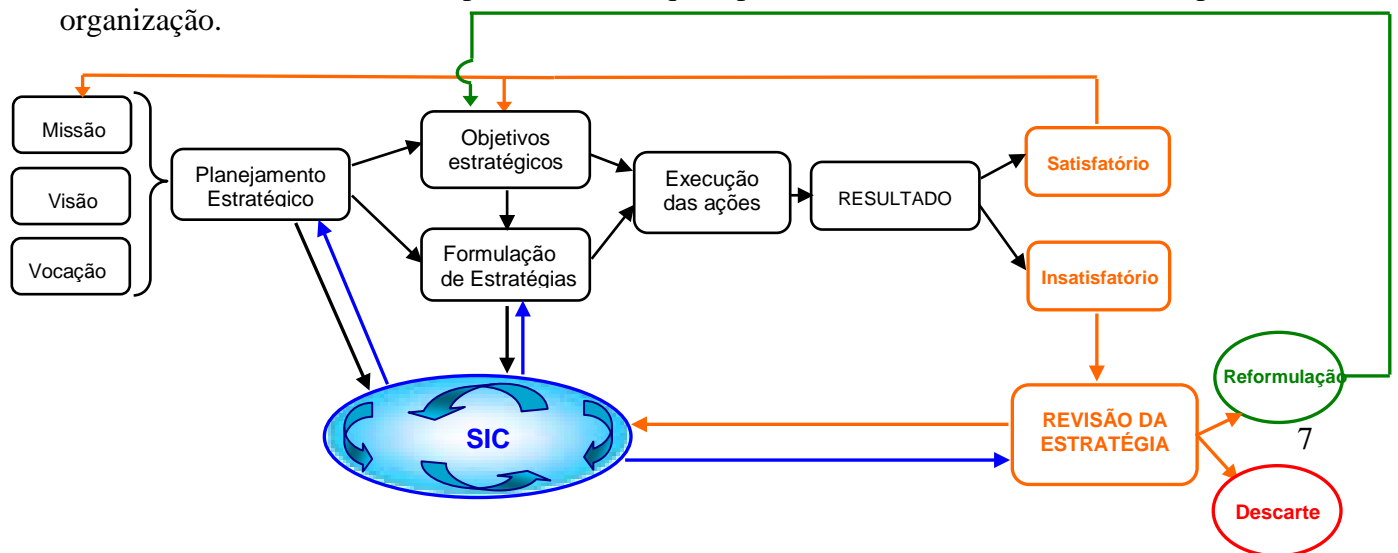 organização.
Missão
Visão
Vocação
Planejamento
Estratégico
Objetivos
estratégicos
Formulação
de Estratégias
Execução
das ações
RESULTADO
Satisfatório
Insatisfatório
REVISÃO DA
ESTRATÉGIA
Reformulação
7
Descarte
SIC